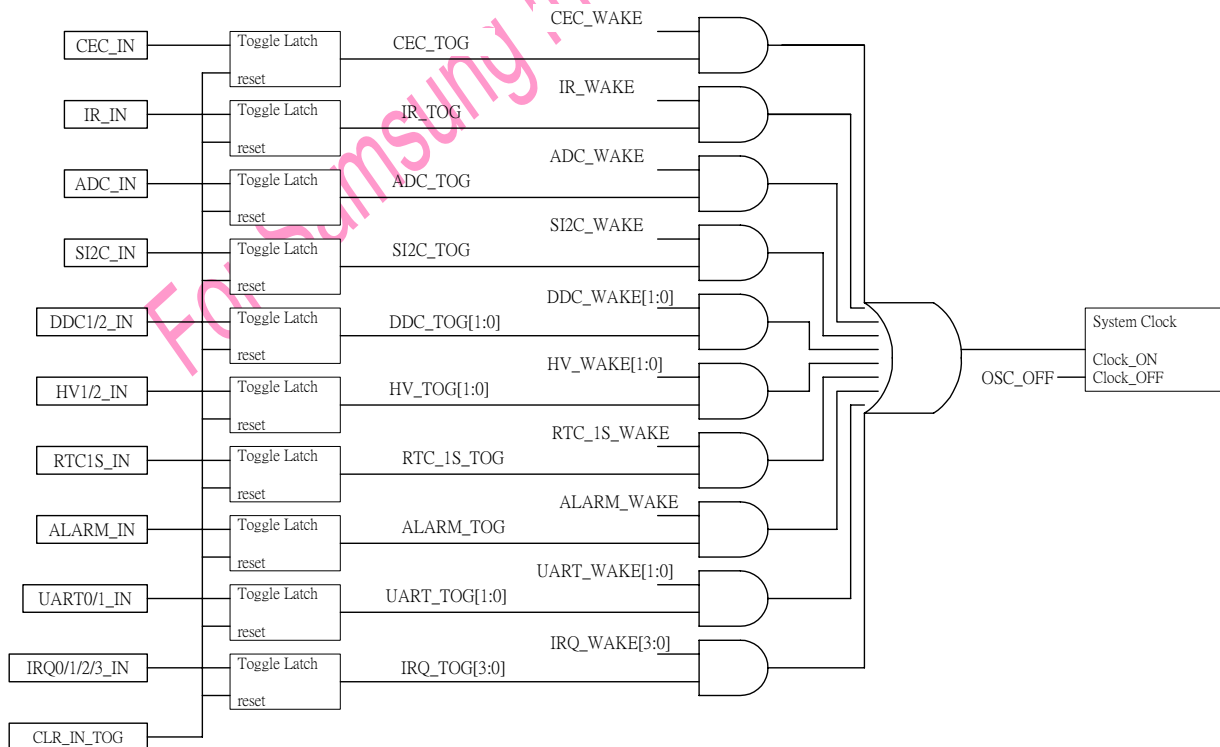 CEC_WAKE
CEC_IN
Toggle Latch
CEC_TOG
reset
IR_WAKE
IR_IN
Toggle Latch
IR_TOG
reset
ADC_WAKE
ADC_IN
Toggle Latch
ADC_TOG
reset
SI2C_WAKE
SI2C_IN
Toggle Latch
SI2C_TOG
reset
DDC_WAKE[1:0]
DDC1/2_IN
Toggle Latch
DDC_TOG[1:0]
reset
HV_WAKE[1:0]
HV1/2_IN
Toggle Latch
HV_TOG[1:0]
reset
RTC_1S_WAKE
RTC1S_IN
Toggle Latch
RTC_1S_TOG
reset
ALARM_WAKE
ALARM_IN
Toggle Latch
ALARM_TOG
reset
UART_WAKE[1:0]
UART0/1_IN
Toggle Latch
UART_TOG[1:0]
reset
IRQ_WAKE[3:0]
IRQ0/1/2/3_IN
Toggle Latch
IRQ_TOG[3:0]
reset
CLR_IN_TOG
System Clock
Clock_ON
OSC_OFF
Clock_OFF
For Samsung